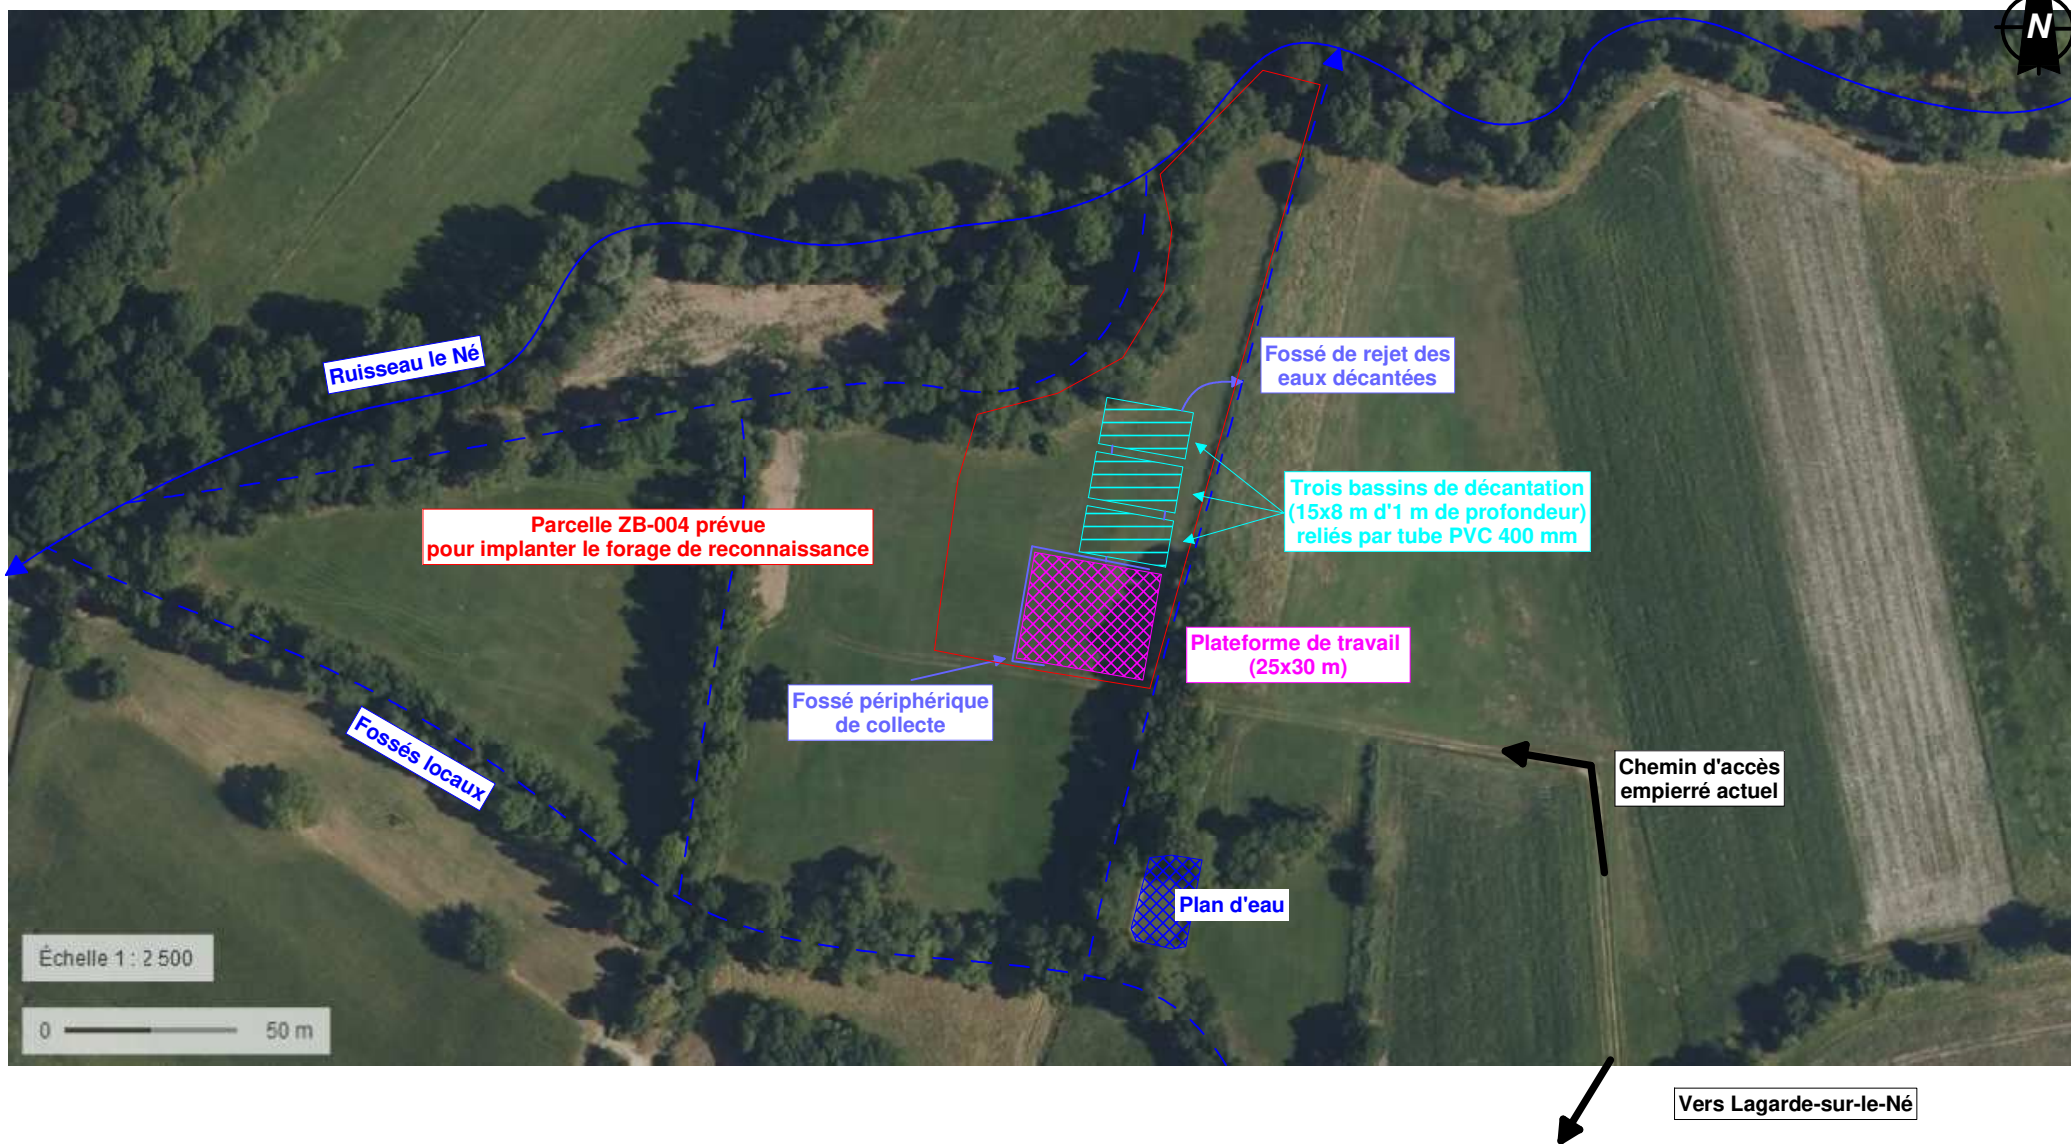 N
Ruisseau le Né
Fossé de rejet des
eaux décantées
Trois bassins de décantation
(15x8 m d'1 m de profondeur)
reliés par tube PVC 400 mm
Parcelle ZB-004 prévue
pour implanter le forage de reconnaissance
Plateforme de travail
(25x30 m)
Fossé périphérique
de collecte
Fossés locaux
Chemin d'accès
empierré actuel
Plan d'eau
Échelle 1 : 2 500
0 50 m
Vers Lagarde-sur-le-Né